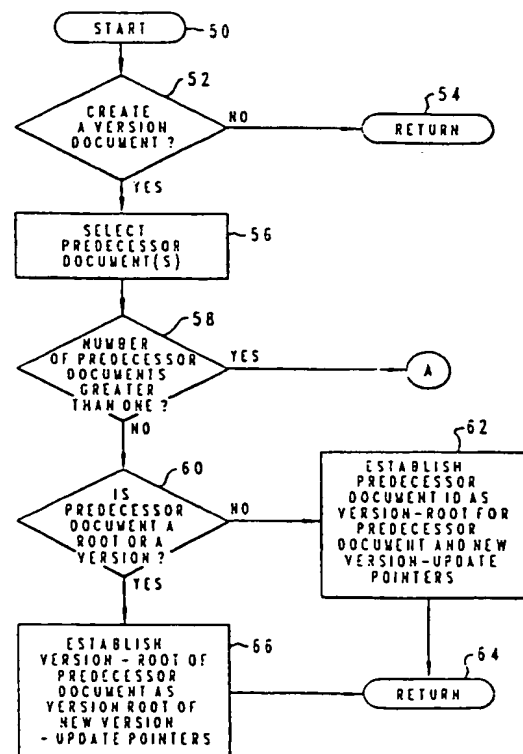 START
50
52
CREATE
A VERSION
DOCUMENT ?
NO
54
RETURN
YES
SELECT
PREDECESSOR
DOCUMENT(S)
56
58
NUMBER
OF PREDECESSOR
DOCUMENTS
GREATER
THAN ONE ?
YES
A
NO
60
IS
PREDECESSOR
DOCUMENT A
ROOT OR A
VERSION ?
NO
62
ESTABLISH
PREDECESSOR
DOCUMENT ID AS
VERSION-ROOT FOR
PREDECESSOR
DOCUMENT AND NEW
VERSION-UPDATE
POINTERS
YES
ESTABLISH
VERSION - ROOT OF
PREDECESSOR
DOCUMENT AS
VERSION ROOT OF
NEW VERSION
- UPDATE POINTERS
66
64
RETURN